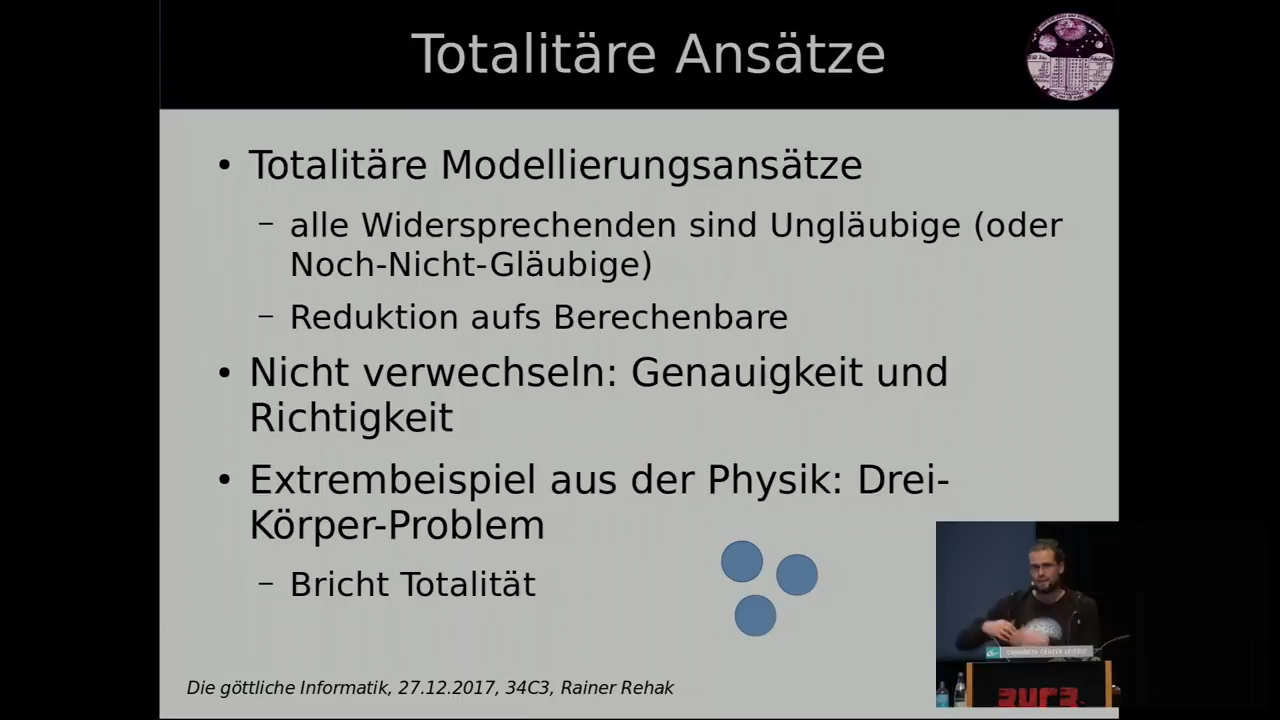 Totalitäre Ansätze
• Totalitäre Modellierungsansätze
– alle Widersprechenden sind Ungläubige (oder
Noch-Nicht-Gläubige)
– Reduktion aufs Berechenbare
• Nicht verwechseln: Genauigkeit und
Richtigkeit
• Extrembeispiel aus der Physik: Drei-
Körper-Problem
– Bricht Totalität
Die göttliche Informatik, 27.12.2017, 34C3, Rainer Rehak